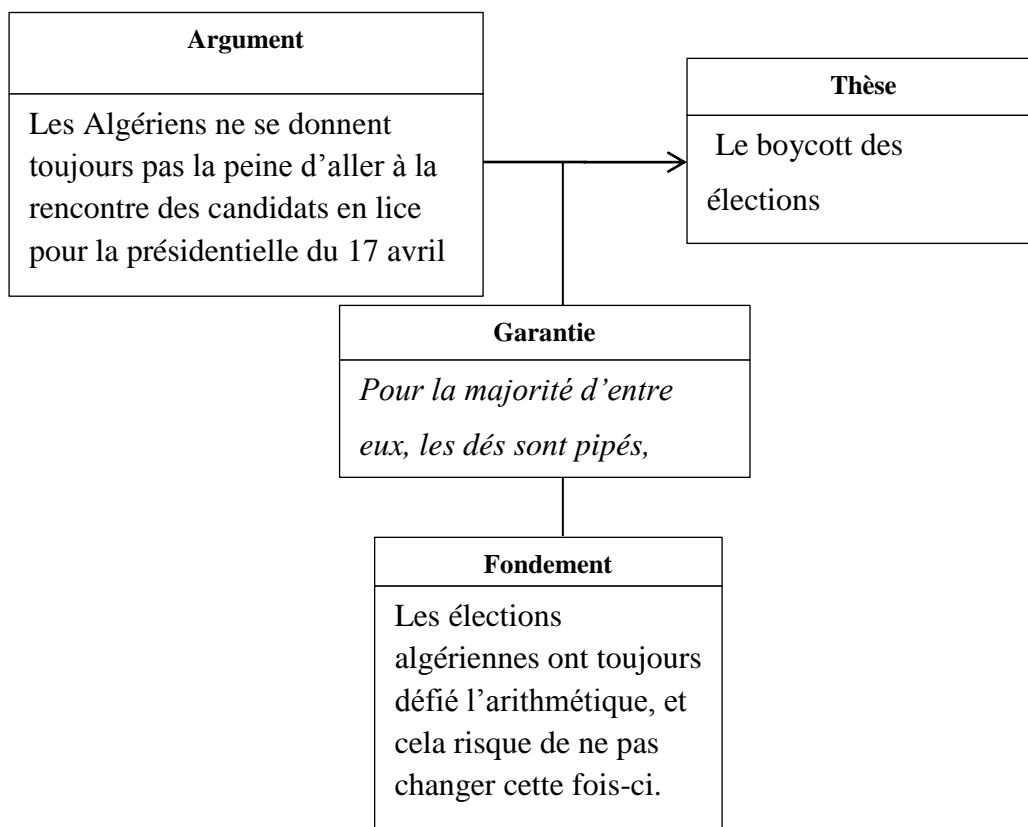 Argument
Les Algériens ne se donnent
toujours pas la peine d’aller à la
rencontre des candidats en lice
pour la présidentielle du 17 avril
Thèse
Le boycott des
élections
Garantie
Pour la majorité d’entre
eux, les dés sont pipés,
Fondement
Les élections
algériennes ont toujours
défié l’arithmétique, et
cela risque de ne pas
changer cette fois-ci.